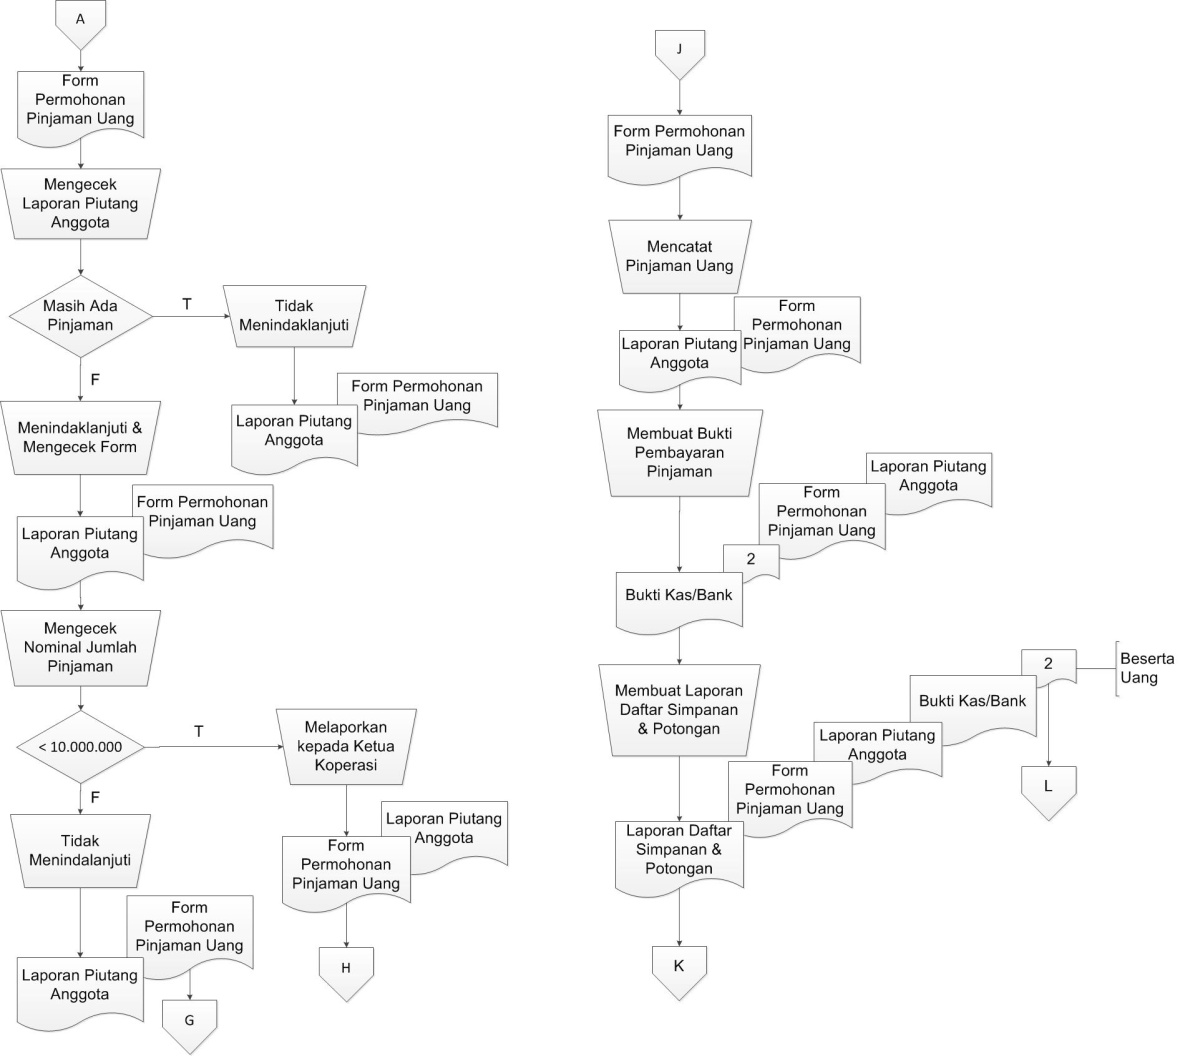 A
Form
Permohonan
Pinjaman Uang
Mengecek
Laporan Piutang
Anggota
Masih Ada
Pinjaman
T
Tidak
Menindaklanjuti
Form Permohonan
Pinjaman Uang
Laporan Piutang
Anggota
F
Menindaklanjuti &
Mengecek Form
Form Permohonan
Pinjaman Uang
Laporan Piutang
Anggota
Mengecek
Nominal Jumlah
Pinjaman
< 10.000.000
T
Melaporkan
kepada Ketua
Koperasi
Laporan Piutang
Anggota
Form
Permohonan
Pinjaman Uang
H
F
Tidak
Menindalanjuti
Form
Permohonan
Pinjaman Uang
Laporan Piutang
Anggota
G
J
Form Permohonan
Pinjaman Uang
Mencatat
Pinjaman Uang
Form
Permohonan
Pinjaman Uang
Laporan Piutang
Anggota
Membuat Bukti
Pembayaran
Pinjaman
Laporan Piutang
Anggota
Form
Permohonan
Pinjaman Uang
2
Bukti Kas/Bank
Membuat Laporan
Daftar Simpanan
& Potongan
2
Beserta
Uang
Bukti Kas/Bank
Laporan Piutang
Anggota
Form
Permohonan
Pinjaman Uang
Laporan Daftar
Simpanan &
Potongan
L
K